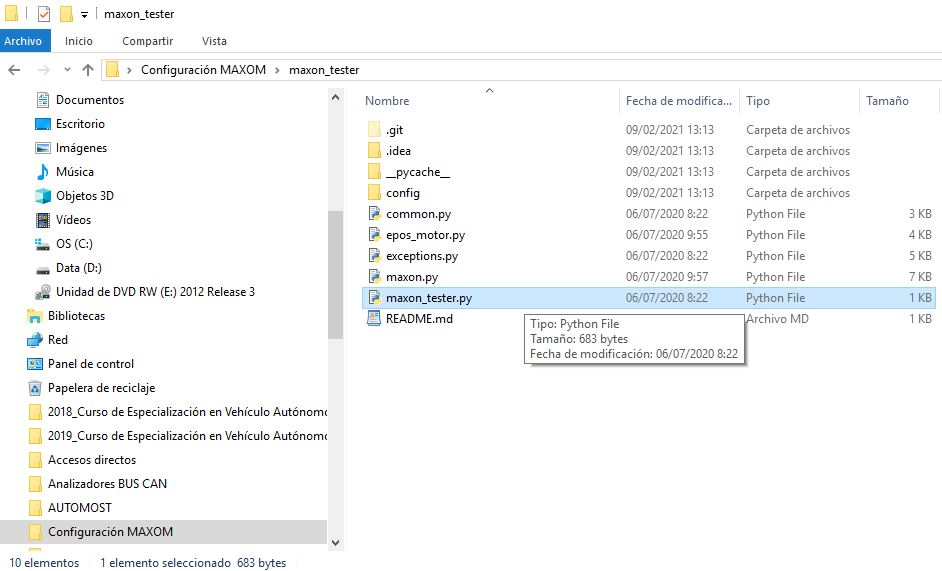 maxon_tester
Archivo Inicio Compartir Vista
Configuración MAXOM maxon_tester
Documentos
Escritorio
Imágenes
Música
Objetos 3D
Vídeos
OS (C:)
Data (D:)
Unidad de DVD RW (E:) 2012 Release 3
Bibliotecas
Red
Panel de control
Papelera de reciclaje
2018_Curso de Especialización en Vehículo Autónomo
2019_Curso de Especialización en Vehículo Autónomo
Accesos directos
Analizadores BUS CAN
AUTOMOST
Configuración MAXOM
Nombre Fecha de modifica... Tipo Tamaño
.git 09/02/2021 13:13 Carpeta de archivos
.idea 09/02/2021 13:13 Carpeta de archivos
__pycache__ 09/02/2021 13:13 Carpeta de archivos
config 09/02/2021 13:13 Carpeta de archivos
common.py 06/07/2020 8:22 Python File 3 KB
epos_motor.py 06/07/2020 9:55 Python File 4 KB
exceptions.py 06/07/2020 8:22 Python File 5 KB
maxon.py 06/07/2020 9:57 Python File 7 KB
maxon_tester.py 06/07/2020 8:22 Python File 1 KB
README.md Archivo MD 1 KB
Tipo: Python File
Tamaño: 683 bytes
Fecha de modificación: 06/07/2020 8:22
10 elementos 1 elemento seleccionado 683 bytes